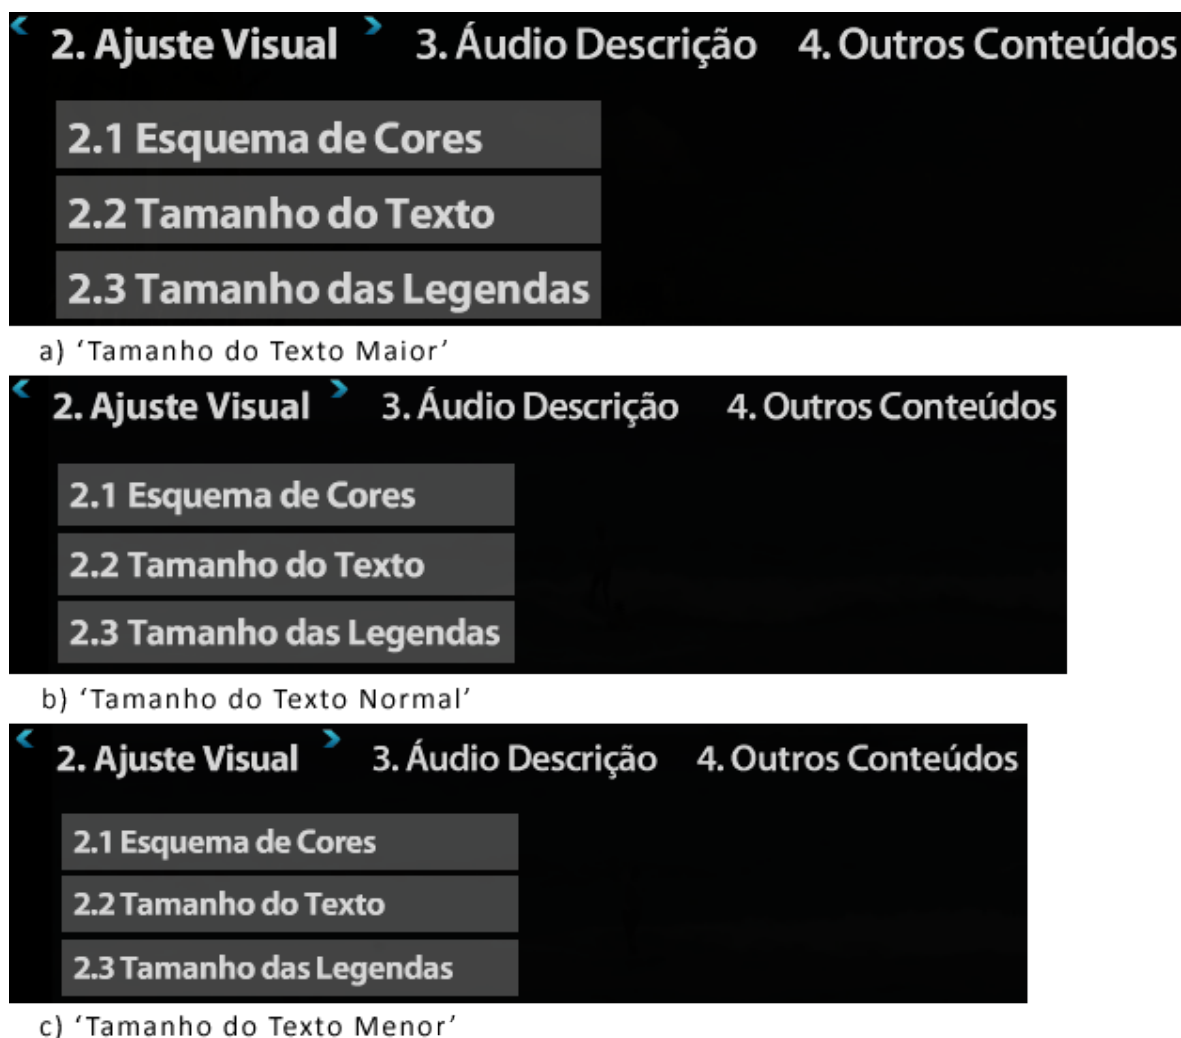 2. Ajuste Visual 3. Áudio Descrição 4. Outros Conteúdos
2.1 Esquema de Cores
2.2 Tamanho do Texto
2.3 Tamanho das Legendas
a) ‘Tamanho do Texto Maior’
2. Ajuste Visual 3. Áudio Descrição 4. Outros Conteúdos
2.1 Esquema de Cores
2.2 Tamanho do Texto
2.3 Tamanho das Legendas
b) ‘Tamanho do Texto Normal’
2. Ajuste Visual 3. Áudio Descrição 4. Outros Conteúdos
2.1 Esquema de Cores
2.2 Tamanho do Texto
2.3 Tamanho das Legendas
c) ‘Tamanho do Texto Menor’